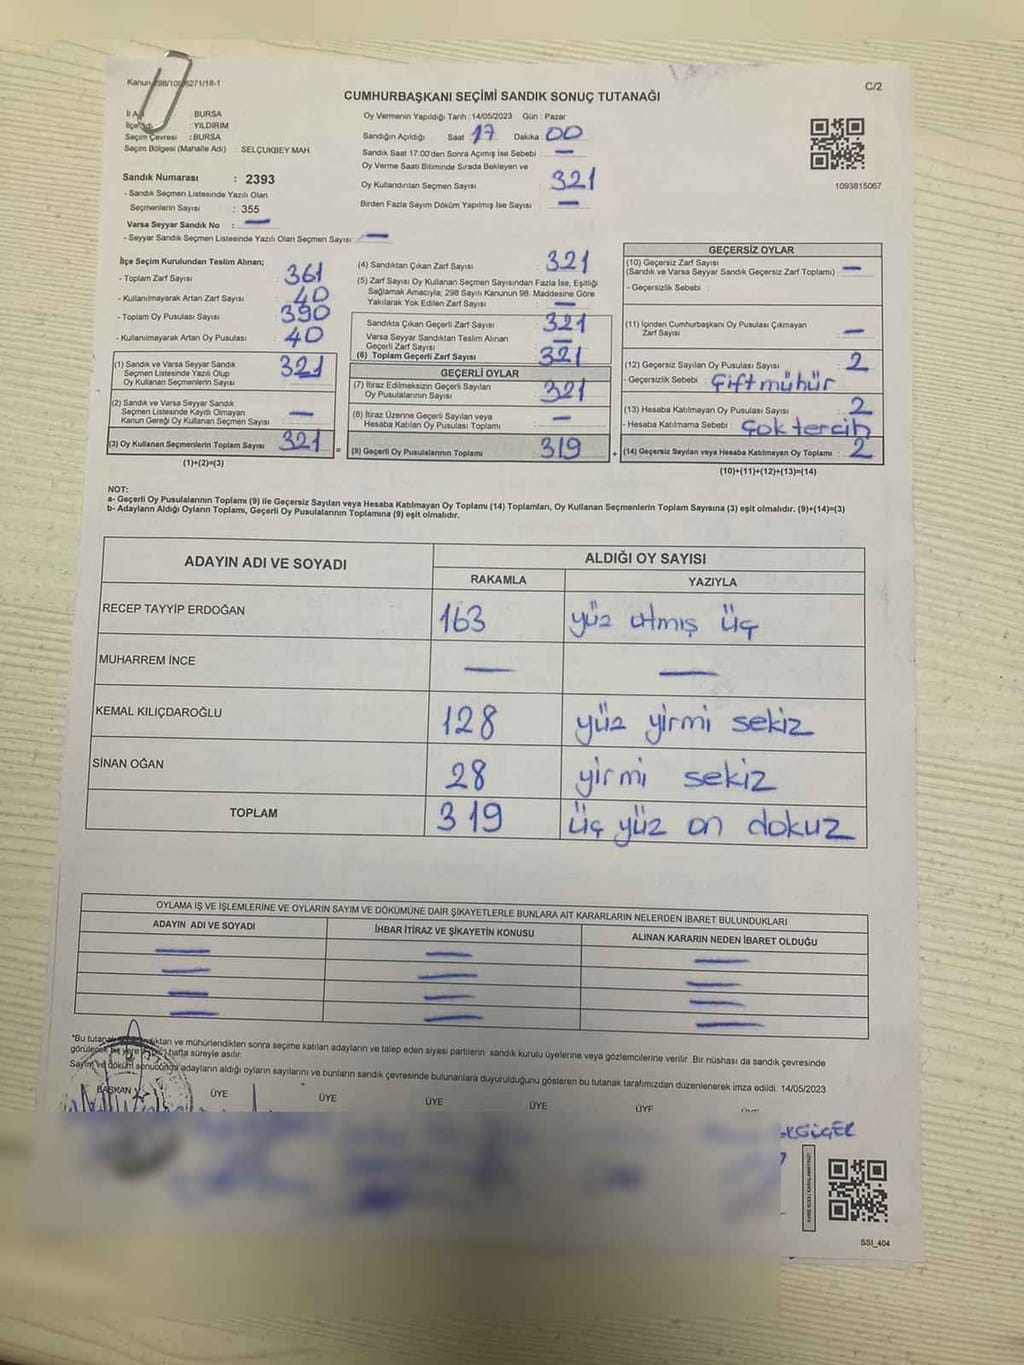 C/2
CUMHURBAŞKANI SEÇİMİ SANDIK SONUÇ TUTANAĞI
BURSA
YILDIRIM
Seçim Çevresi : BURSA
Seçim Bölgesi (Mahalle Adı) : SELÇUKBEY MAH
Sandık Numarası : 2393
- Sandık Seçmen Listesinde Yazılı Olan
Seçmenlerin Sayısı : 355
Varsa Seyyar Sandık No : —
- Seyyar Sandık Seçmen Listesinde Yazılı Olan Seçmen Sayısı : —
Oy Vermenin Yapıldığı Tarih : 14/05/2023 Gün : Pazar
Sandığın Açıldığı Saat : 17 Dakika : 00
Sandık Saat 17:00'den Sonra Açımış İse Sebebi : —
Oy Verme Saati Bitiminde Sırada Bekleyen ve
Oy Kullandırılan Seçmen Sayısı : 321
Birden Fazla Sayım Döküm Yapılmış İse Sayısı : —
1093815067
İlçe Seçim Kurulundan Teslim Alınan;
- Toplam Zarf Sayısı : 361
- Kullanılmayarak Artan Zarf Sayısı : 40
- Toplam Oy Pusulası Sayısı : 390
- Kullanılmayarak Artan Oy Pusulası : 40
(1) Sandık ve Varsa Seyyar Sandık
Seçmen Listesinde Yazılı Olup
Oy Kullanan Seçmenlerin Sayısı : 321
(2) Sandık ve Varsa Seyyar Sandık
Seçmen Listesinde Kayıtlı Olmayan
Kanun Gereği Oy Kullanan Seçmen Sayısı : —
(3) Oy Kullanan Seçmenlerin Toplam Sayısı : 321
(1)+(2)=(3)
(4) Sandıktan Çıkan Zarf Sayısı : 321
(5) Zarf Sayısı Oy Kullanan Seçmen Sayısından Fazla İse, Eşitliği
Sağlamak Amacıyla; 298 Sayılı Kanunun 98. Maddesine Göre
Yakılarak Yok Edilen Zarf Sayısı : —
Sandıkta Çıkan Geçerli Zarf Sayısı : 321
Varsa Seyyar Sandıktan Teslim Alınan
Geçerli Zarf Sayısı : —
(6) Toplam Geçerli Zarf Sayısı : 321
GEÇERLİ OYLAR
(7) İtiraz Edilmeksizin Geçerli Sayılan
Oy Pusulalarının Sayısı : 321
(8) İtiraz Üzerine Geçerli Sayılan veya
Hesaba Katılan Oy Pusulası Toplamı : —
= (9) Geçerli Oy Pusulalarının Toplamı : 319
GEÇERSİZ OYLAR
(10) Geçersiz Zarf Sayısı
(Sandık ve Varsa Seyyar Sandık Geçersiz Zarf Toplamı) : —
- Geçersizlik Sebebi :
(11) İçinden Cumhurbaşkanı Oy Pusulası Çıkmayan
Zarf Sayısı : —
(12) Geçersiz Sayılan Oy Pusulası Sayısı : 2
- Geçersizlik Sebebi : Çift mühür
(13) Hesaba Katılmayan Oy Pusulası Sayısı : 2
- Hesaba Katılmama Sebebi : Çok tercih
+ (14) Geçersiz Sayılan veya Hesaba Katılmayan Oy Toplamı : 2
(10)+(11)+(12)+(13)=(14)
NOT:
a- Geçerli Oy Pusulalarının Toplamı (9) ile Geçersiz Sayılan veya Hesaba Katılmayan Oy Toplamı (14) Toplamları, Oy Kullanan Seçmenlerin Toplam Sayısına (3) eşit olmalıdır. (9)+(14)=(3)
b- Adayların Aldığı Oyların Toplamı, Geçerli Oy Pusulalarının Toplamına (9) eşit olmalıdır.
ADAYIN ADI VE SOYADI ALDIĞI OY SAYISI
RAKAMLA YAZIYLA
RECEP TAYYİP ERDOĞAN 163 yüz atmış üç
MUHARREM İNCE — —
KEMAL KILIÇDAROĞLU 128 yüz yirmi sekiz
SİNAN OĞAN 28 yirmi sekiz
TOPLAM 319 üç yüz on dokuz
OYLAMA İŞ VE İŞLEMLERİNE VE OYLARIN SAYIM VE DÖKÜMÜNE DAİR ŞİKAYETLERLE BUNLARA AİT KARARLARIN NELERDEN İBARET BULUNDUKLARI
ADAYIN ADI VE SOYADI İHBAR İTİRAZ VE ŞİKAYETİN KONUSU ALINAN KARARIN NEDEN İBARET OLDUĞU
— — —
— — —
— — —
— — —
*Bu ve mühürlendikten sonra seçime katılan adayların ve talep eden siyasi partilerin sandık kurulu üyelerine veya gözlemcilerine verilir. Bir nüshası da sandık çevresinde
görülecek bir yere hafta süreyle asılır.
Sayım ve döküm sonucunda adayların aldığı oyların sayılarını ve bunların sandık çevresinde bulunanlara duyurulduğunu gösteren bu tutanak tarafımızdan düzenlenerek imza edildi. 14/05/2023
BAŞKAN ÜYE ÜYE ÜYE ÜYE ÜYE
SSI_404